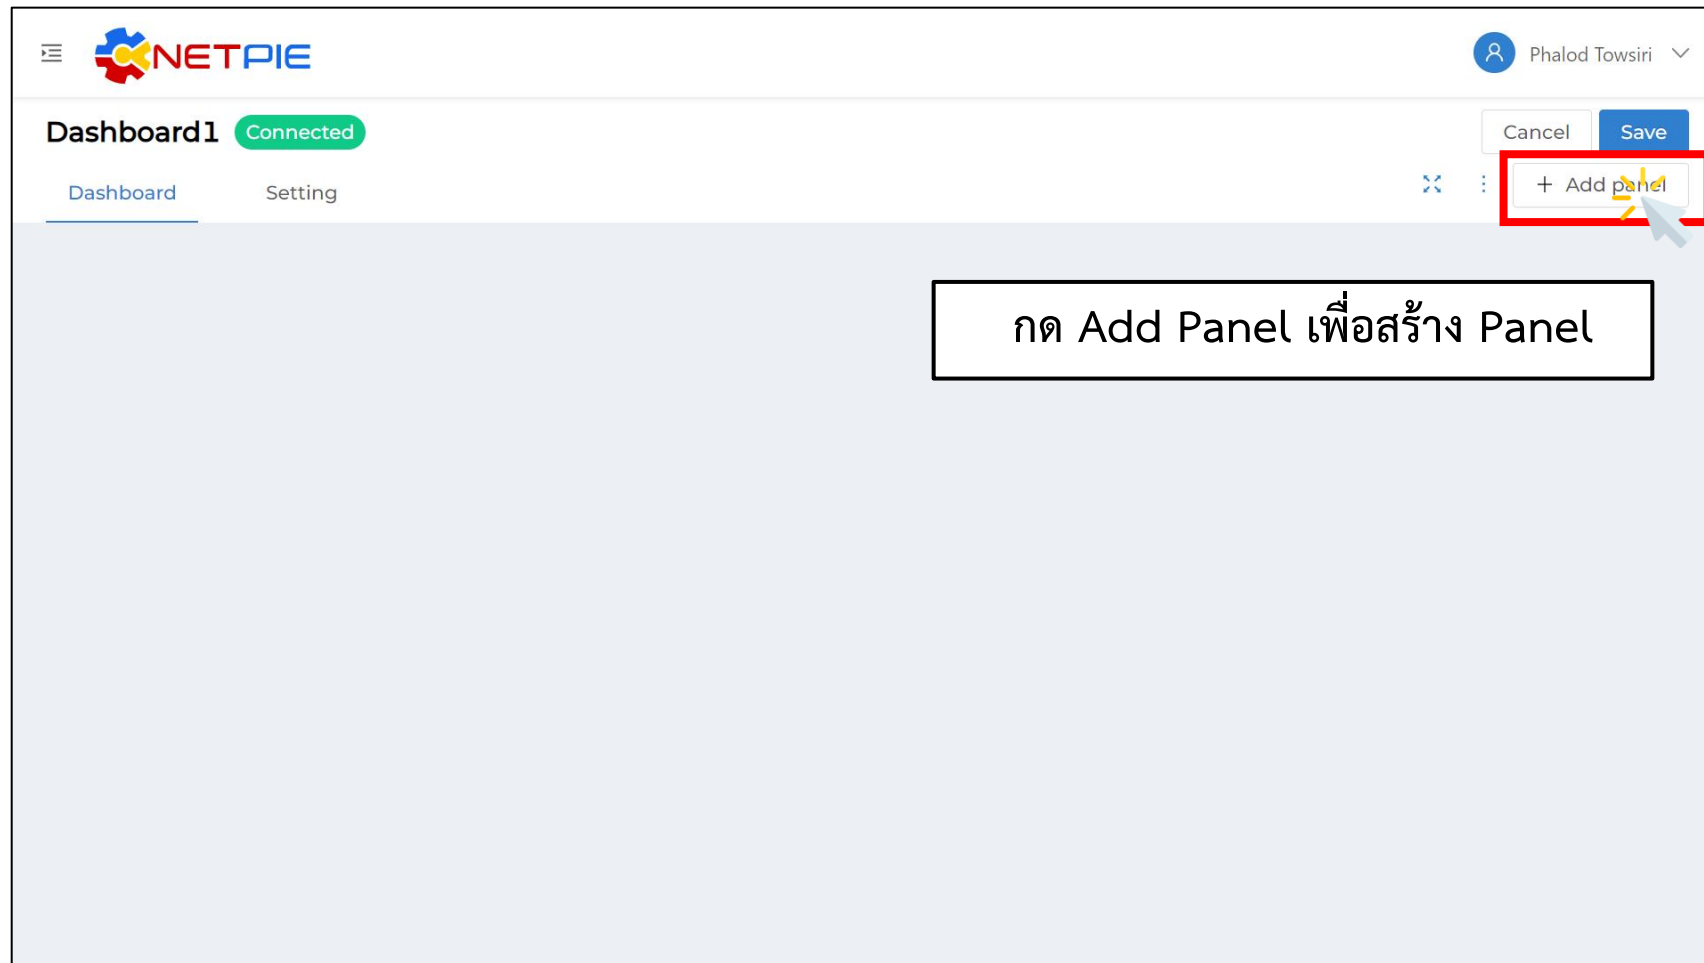 NETPIE
Phalod Towsiri
Dashboard1 Connected
Cancel Save
Dashboard Setting
+ Add panel
กด Add Panel เพื่อสร้าง Panel